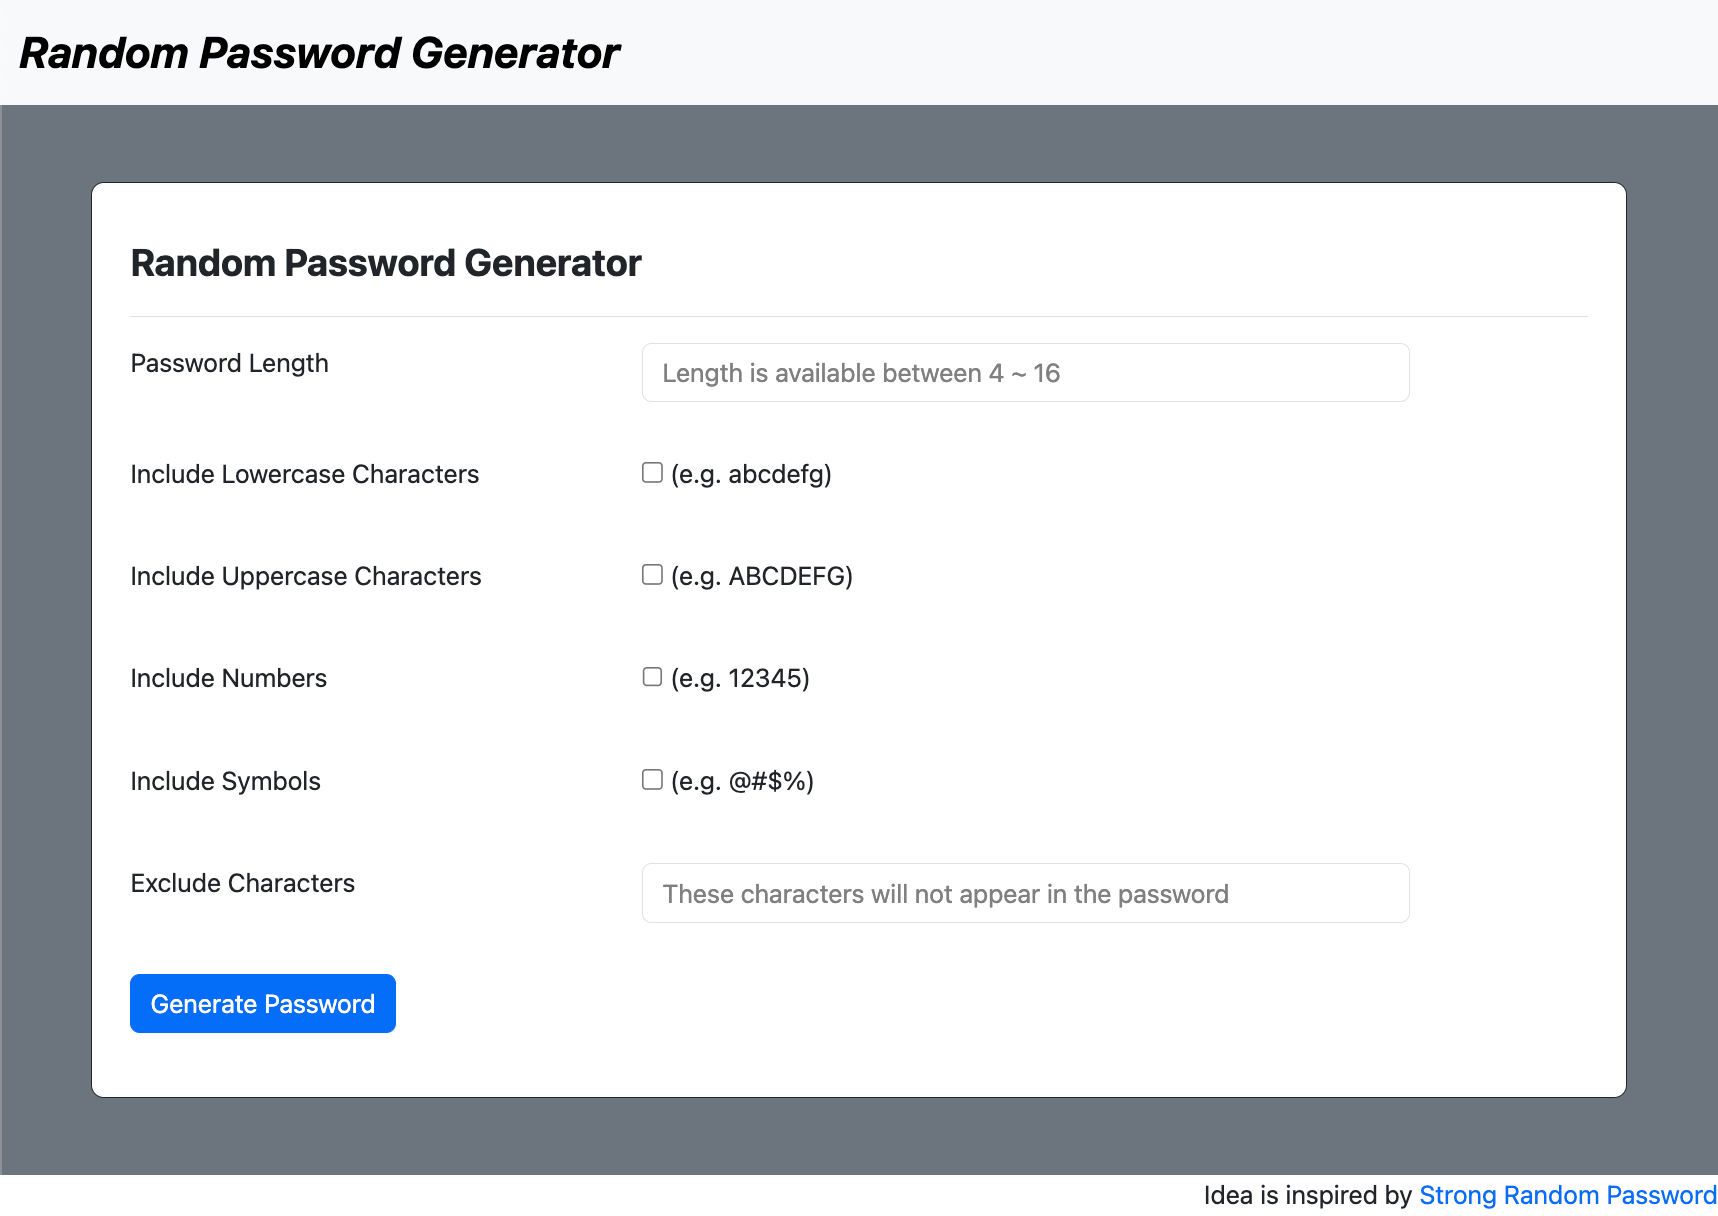 Random Password Generator
Random Password Generator
Password Length
Length is available between 4 ~ 16
Include Lowercase Characters
(e.g. abcdefg)
Include Uppercase Characters
(e.g. ABCDEFG)
Include Numbers
(e.g. 12345)
Include Symbols
(e.g. @#$%)
Exclude Characters
These characters will not appear in the password
Generate Password
Idea is inspired by Strong Random Password